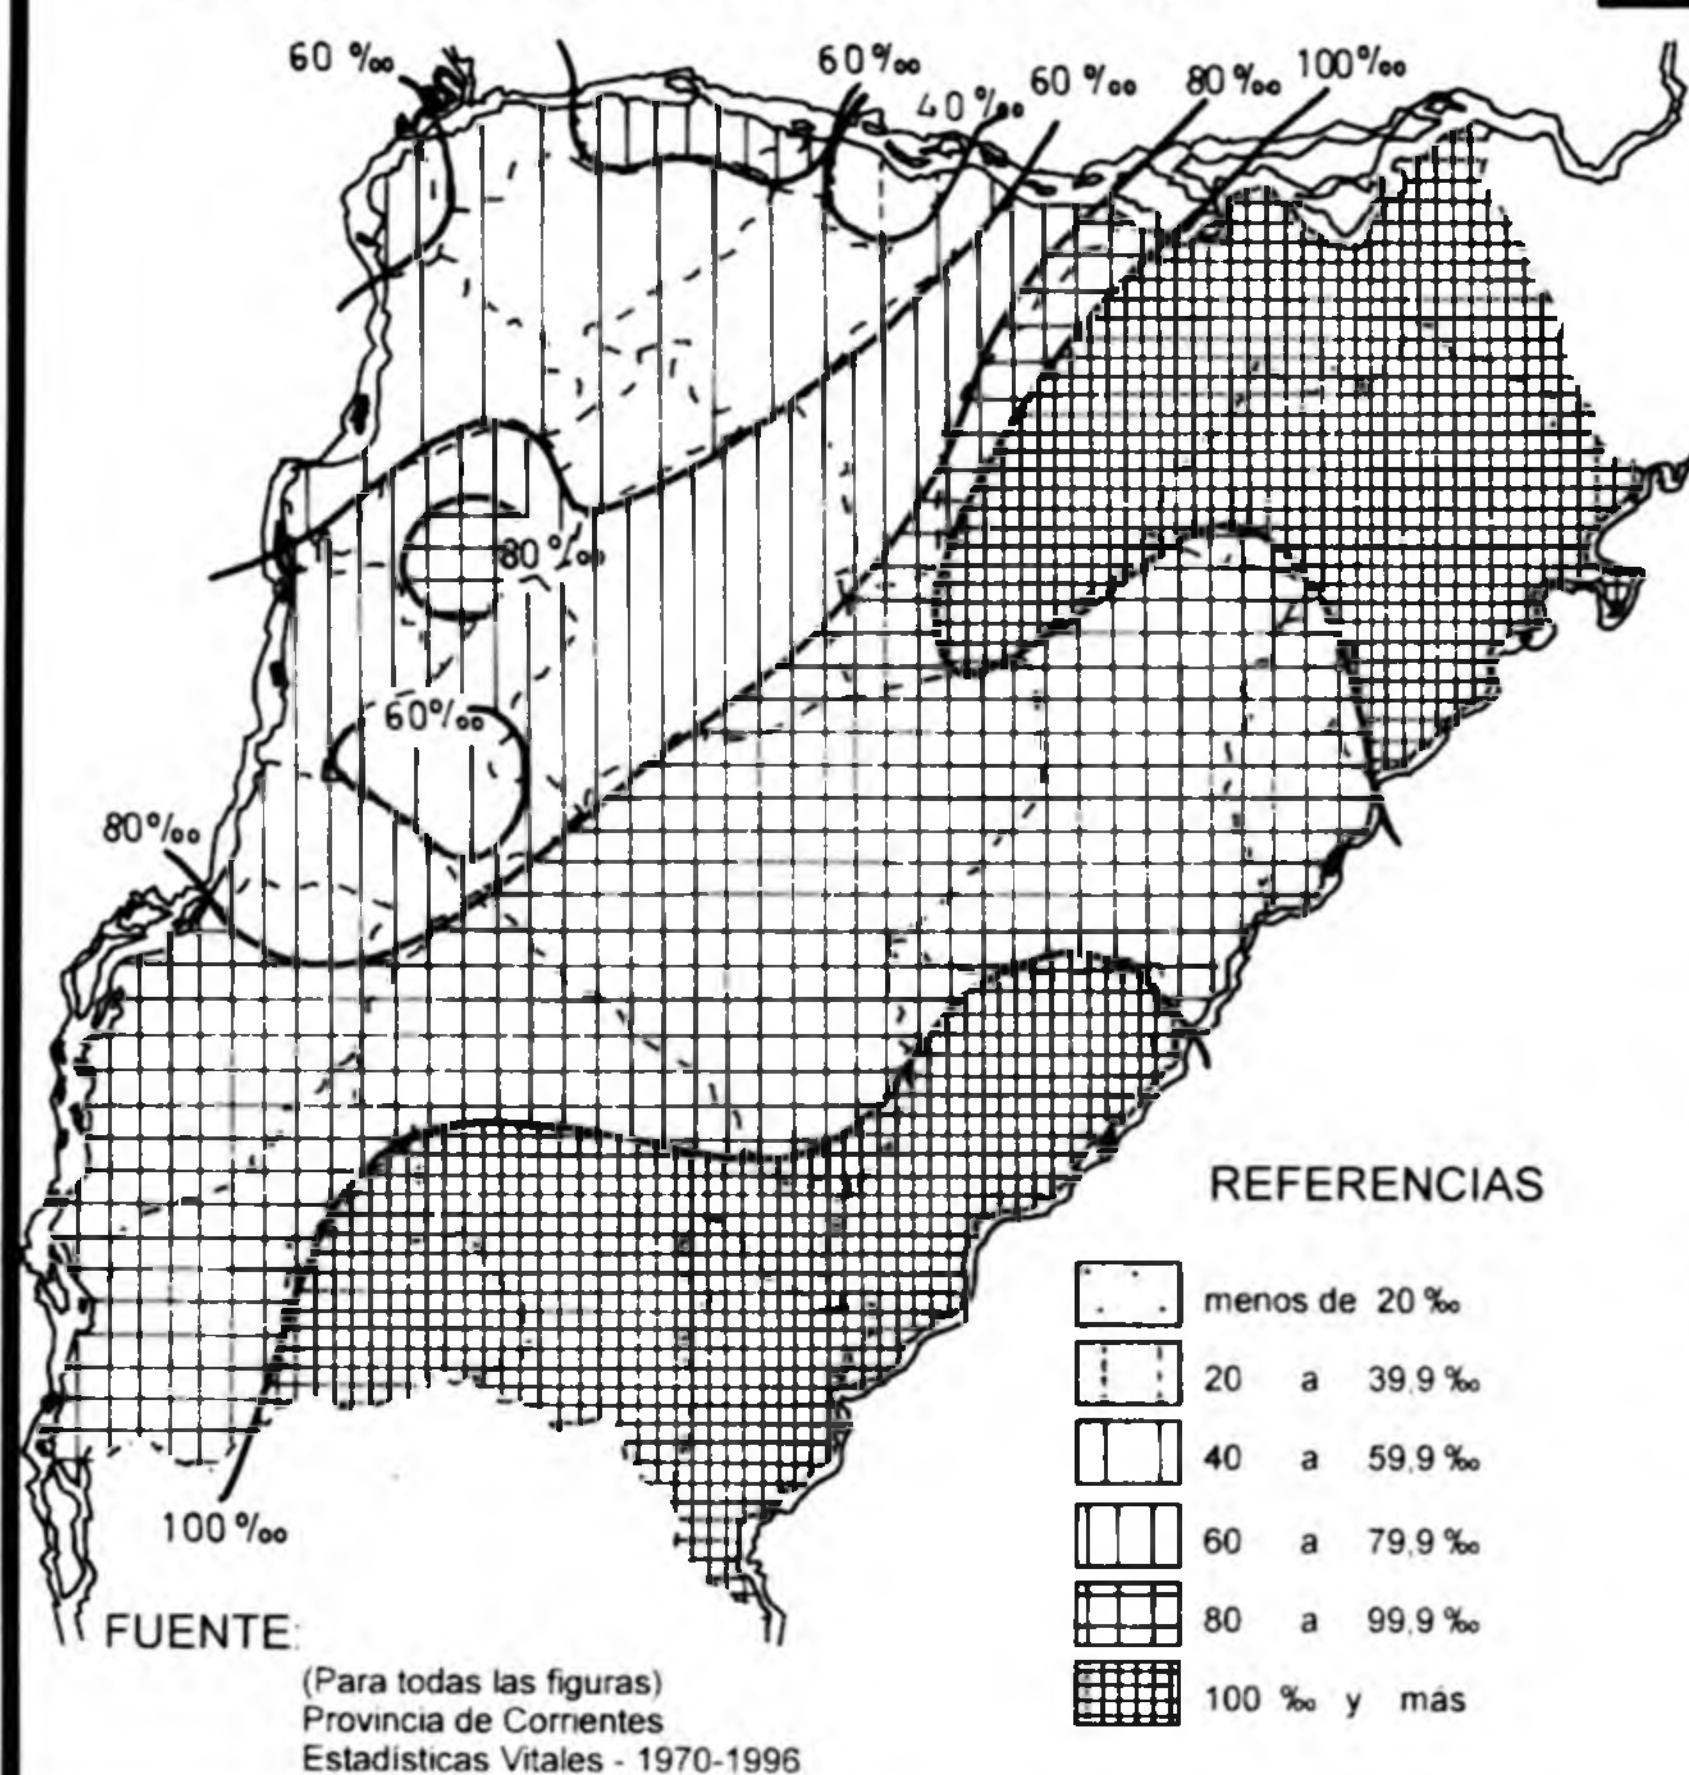 60 ‰
60 ‰
40 ‰
60 ‰
80 ‰
100 ‰
80 ‰
60 ‰
80 ‰
100 ‰
REFERENCIAS
menos de 20 ‰
20 a 39,9 ‰
40 a 59,9 ‰
60 a 79,9 ‰
80 a 99,9 ‰
100 ‰ y más
FUENTE:
(Para todas las figuras)
Provincia de Corrientes
Estadísticas Vitales - 1970-1996